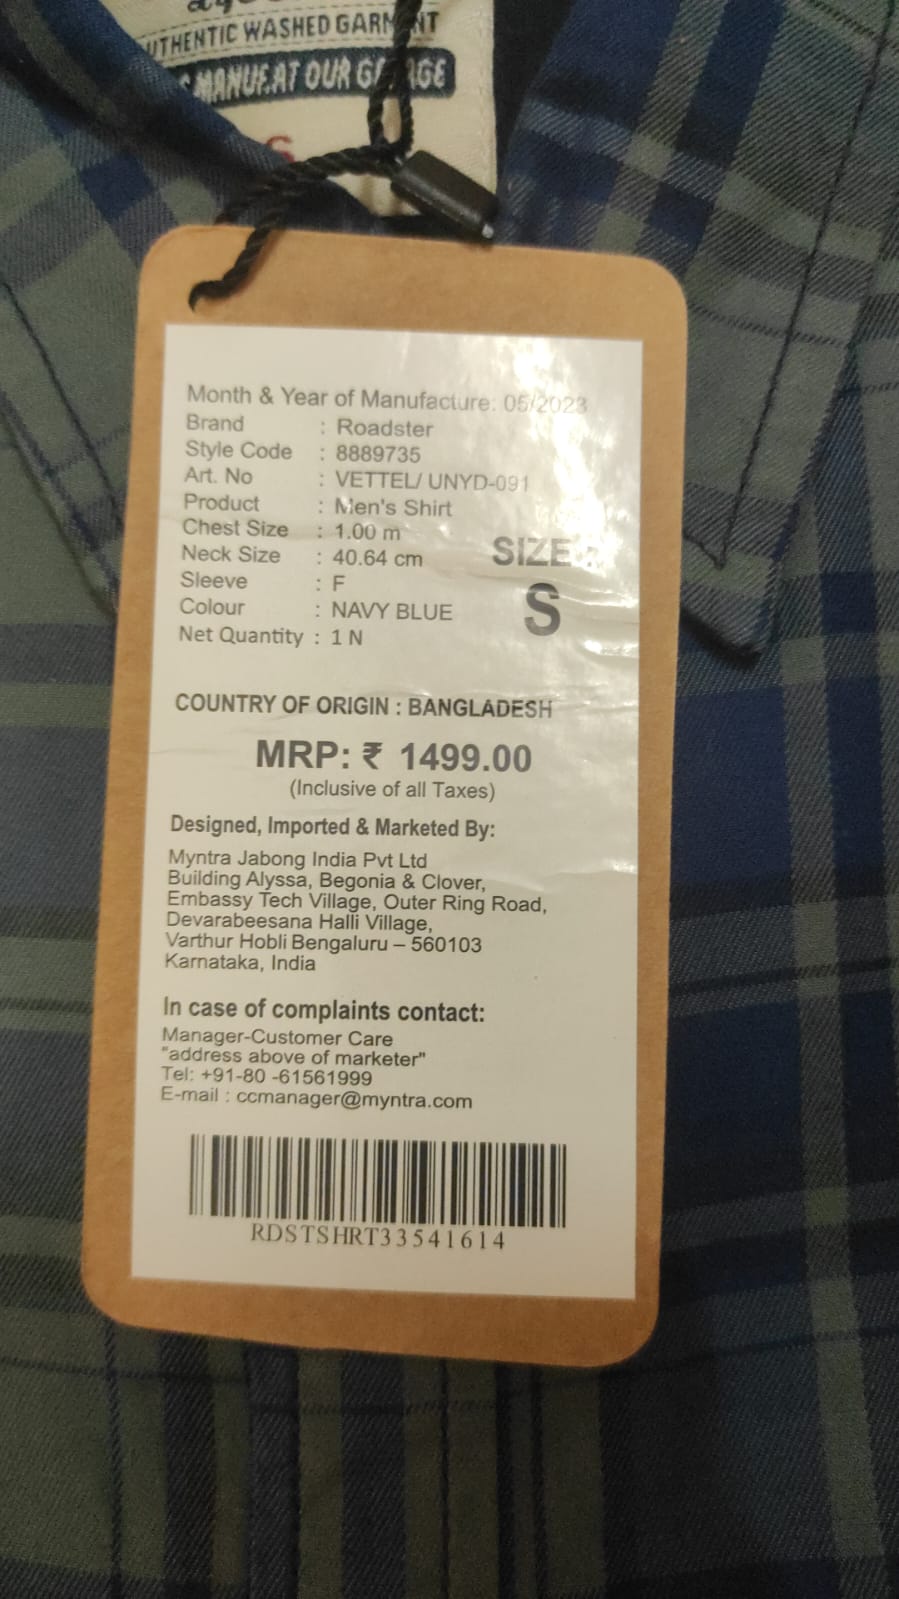 AUTHENTIC WASHED GARMENT
MANUF. AT OUR GARAGE
S
Month & Year of Manufacture: 05/2023
Brand : Roadster
Style Code : 8889735
Art. No : VETTEL/ UNYD-091
Product : Men's Shirt
Chest Size : 1.00 m
Neck Size : 40.64 cm
Sleeve : F
Colour : NAVY BLUE
Net Quantity : 1 N
SIZE :
S
COUNTRY OF ORIGIN : BANGLADESH
MRP: ₹ 1499.00
(Inclusive of all Taxes)
Designed, Imported & Marketed By:
Myntra Jabong India Pvt Ltd
Building Alyssa, Begonia & Clover,
Embassy Tech Village, Outer Ring Road,
Devarabeesana Halli Village,
Varthur Hobli Bengaluru – 560103
Karnataka, India
In case of complaints contact:
Manager-Customer Care
"address above of marketer"
Tel: +91-80 -61561999
E-mail : ccmanager@myntra.com
RDSTSHRT33541614